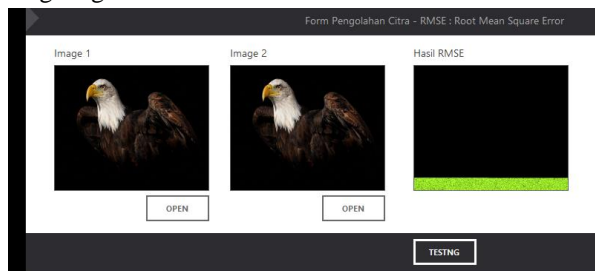 Form Pengolahan Citra - RMSE : Root Mean Square Error
Image 1
Image 2
Hasil RMSE
OPEN
OPEN
TESTNG